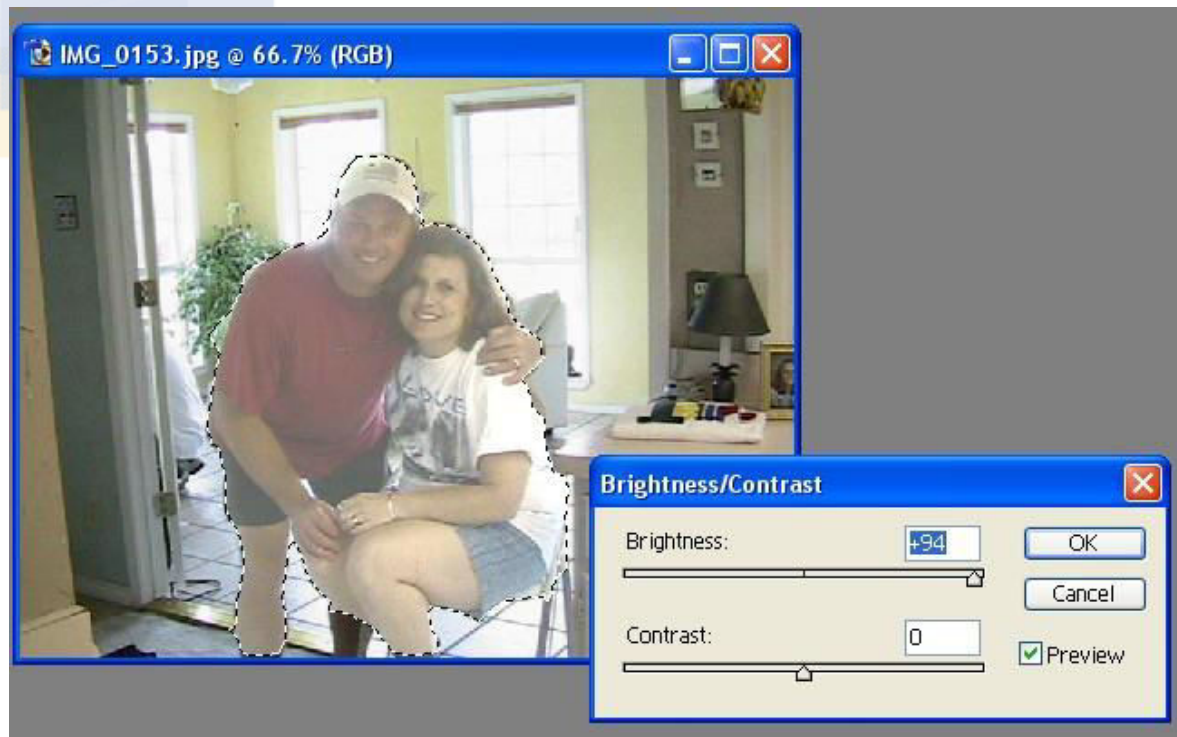 IMG_0153.jpg @ 66.7% (RGB)
Brightness/Contrast
Brightness:
+94
OK
Cancel
Contrast:
0
Preview